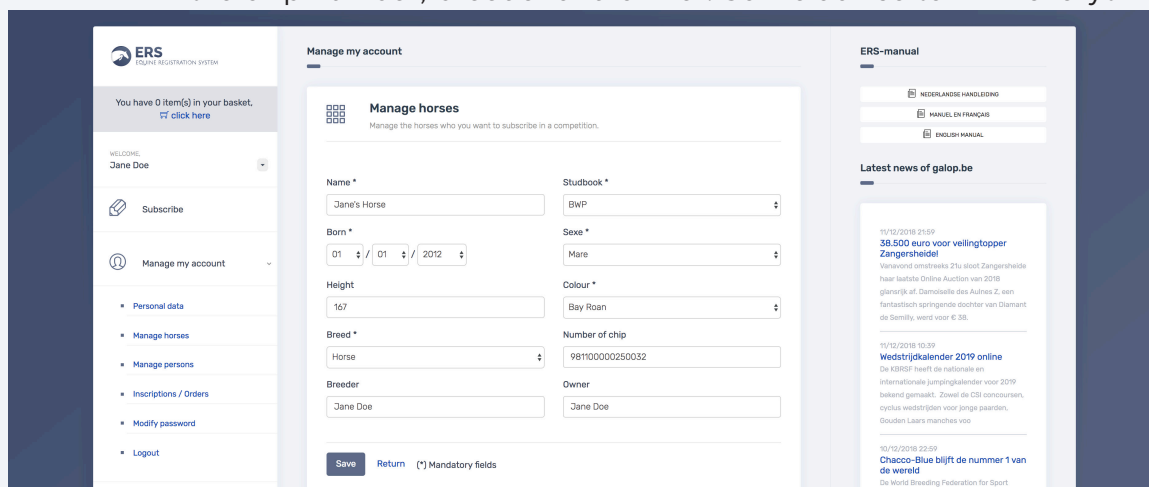 ERS
EQUINE REGISTRATION SYSTEM
You have 0 item(s) in your basket,
click here
WELCOME,
Jane Doe
Subscribe
Manage my account
Personal data
Manage horses
Manage persons
Inscriptions / Orders
Modify password
Logout
Manage my account
Manage horses
Manage the horses who you want to subscribe in a competition.
Name *
Jane's Horse
Studbook *
BWP
Born *
01 / 01 / 2012
Sexe *
Mare
Height
167
Colour *
Bay Roan
Breed *
Horse
Number of chip
981100000250032
Breeder
Jane Doe
Owner
Jane Doe
Save Return (*) Mandatory fields
ERS-manual
NEDERLANDSE HANDLEIDING
MANUEL EN FRANÇAIS
ENGLISH MANUAL
Latest news of galop.be
11/12/2018 21:59
38.500 euro voor veilingtopper
Zangersheide!
Vanavond omstreeks 21u sloot Zangersheide
haar laatste Online Auction van 2018
glansrijk af. Damoiselle des Aulnes Z, een
fantastisch springende dochter van Diamant
de Semilly, werd voor € 38.
11/12/2018 10:39
Wedstrijdkalender 2019 online
De KBRSF heeft de nationale en
internationale jumpingkalender voor 2019
bekend gemaakt. Zowel de CSI concoursen,
cyclus wedstrijden voor jonge paarden,
Gouden Laars manches voo
10/12/2018 22:59
Chacco-Blue blijft de nummer 1 van
de wereld
De World Breeding Federation for Sport